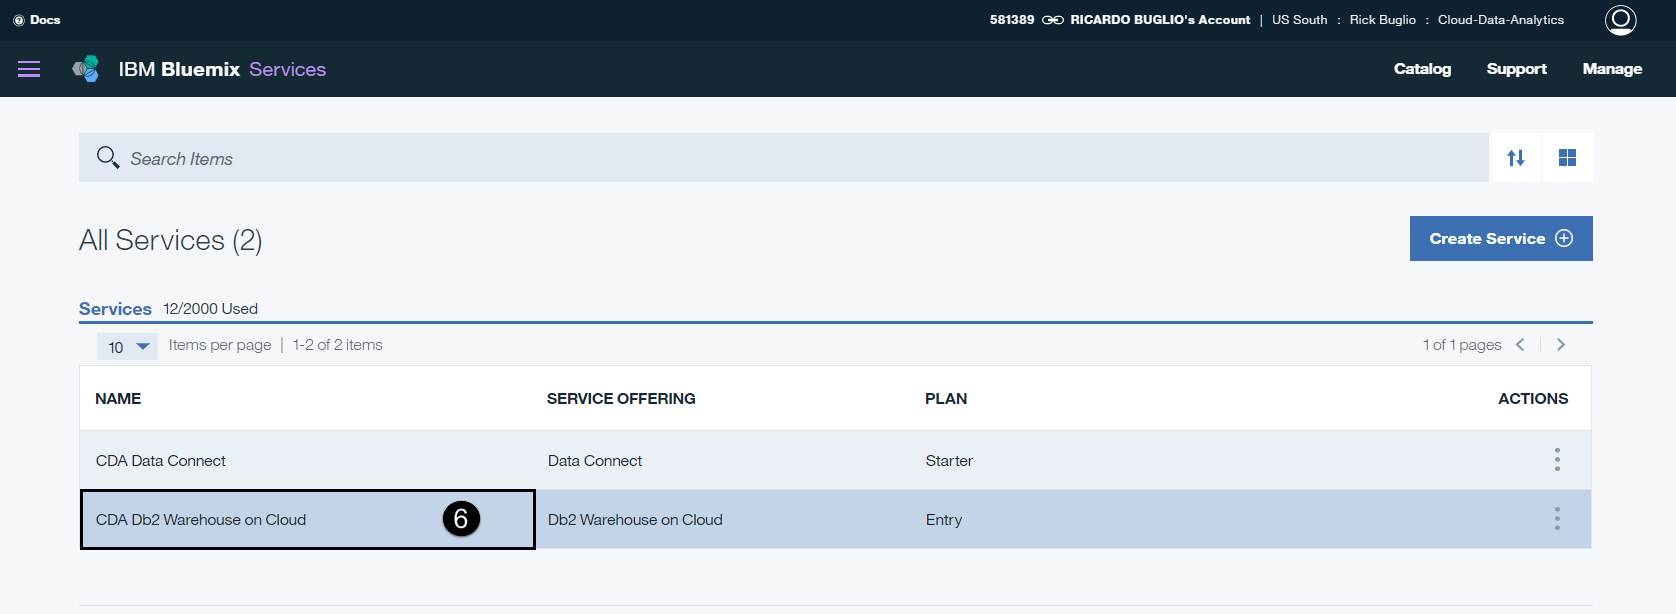 Docs
581389 RICARDO BUGLIO's Account | US South : Rick Buglio : Cloud-Data-Analytics
IBM Bluemix Services
Catalog Support Manage
Search Items
All Services (2)
Create Service
Services 12/2000 Used
10 Items per page | 1-2 of 2 items
1 of 1 pages
NAME SERVICE OFFERING PLAN ACTIONS
CDA Data Connect Data Connect Starter
CDA Db2 Warehouse on Cloud 6 Db2 Warehouse on Cloud Entry